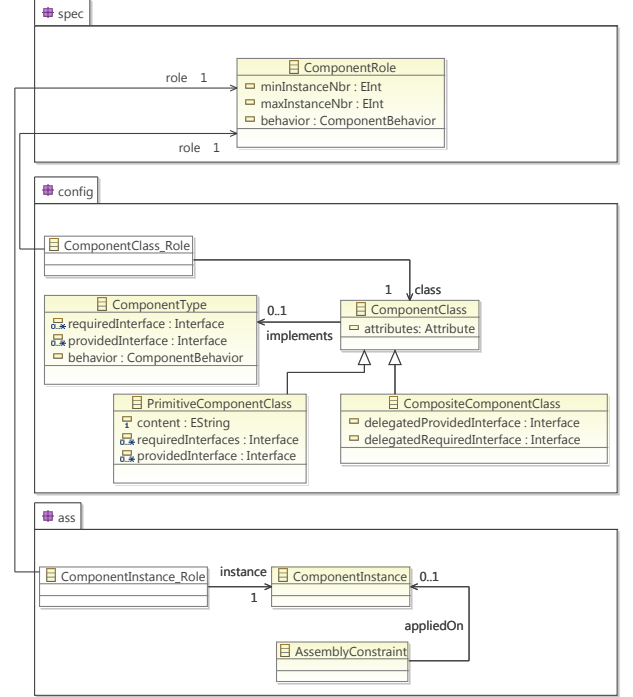 spec
ComponentRole
role 1
minInstanceNbr : EInt
maxInstanceNbr : EInt
behavior : ComponentBehavior
role 1
config
ComponentClass_Role
1 class
ComponentType
0..1
ComponentClass
requiredInterface : Interface
attributes: Attribute
providedInterface : Interface
implements
behavior : ComponentBehavior
PrimitiveComponentClass
CompositeComponentClass
content : EString
delegatedProvidedInterface : Interface
requiredInterfaces : Interface
delegatedRequiredInterface : Interface
providedInterface : Interface
ass
instance
ComponentInstance_Role
ComponentInstance
0..1
1
appliedOn
AssemblyConstraint